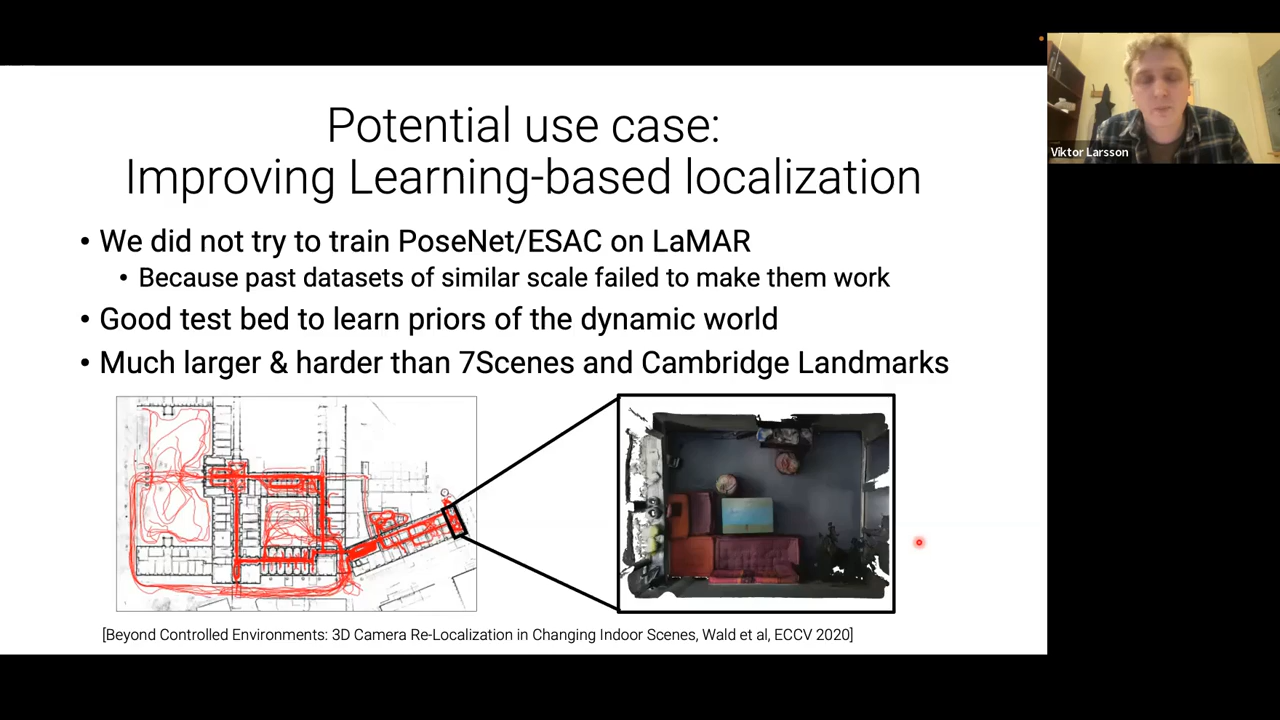 Potential use case:
Improving Learning-based localization
• We did not try to train PoseNet/ESAC on LaMAR
• Because past datasets of similar scale failed to make them work
• Good test bed to learn priors of the dynamic world
• Much larger & harder than 7Scenes and Cambridge Landmarks
[Beyond Controlled Environments: 3D Camera Re-Localization in Changing Indoor Scenes, Wald et al, ECCV 2020]
Viktor Larsson